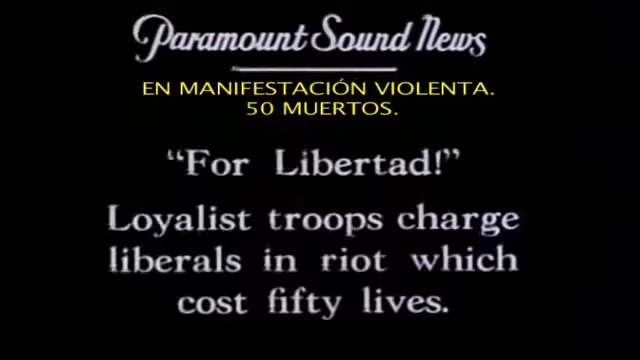 Paramount Sound News
EN MANIFESTACIÓN VIOLENTA.
50 MUERTOS.
“For Libertad!”
Loyalist troops charge
liberals in riot which
cost fifty lives.